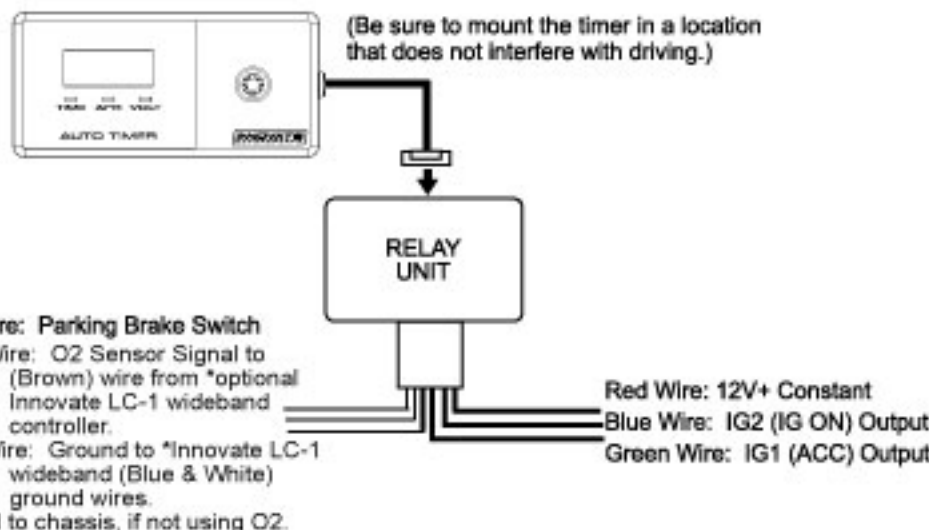 (Be sure to mount the timer in a location
that does not interfere with driving.)
AUTO TIMER
RELAY
UNIT
re: Parking Brake Switch
ire: O2 Sensor Signal to
(Brown) wire from *optional
Innovate LC-1 wideband
controller.
ire: Ground to *Innovate LC-1
wideband (Blue & White)
ground wires.
to chassis, if not using O2.
Red Wire: 12V+ Constant
Blue Wire: IG2 (IG ON) Output
Green Wire: IG1 (ACC) Output